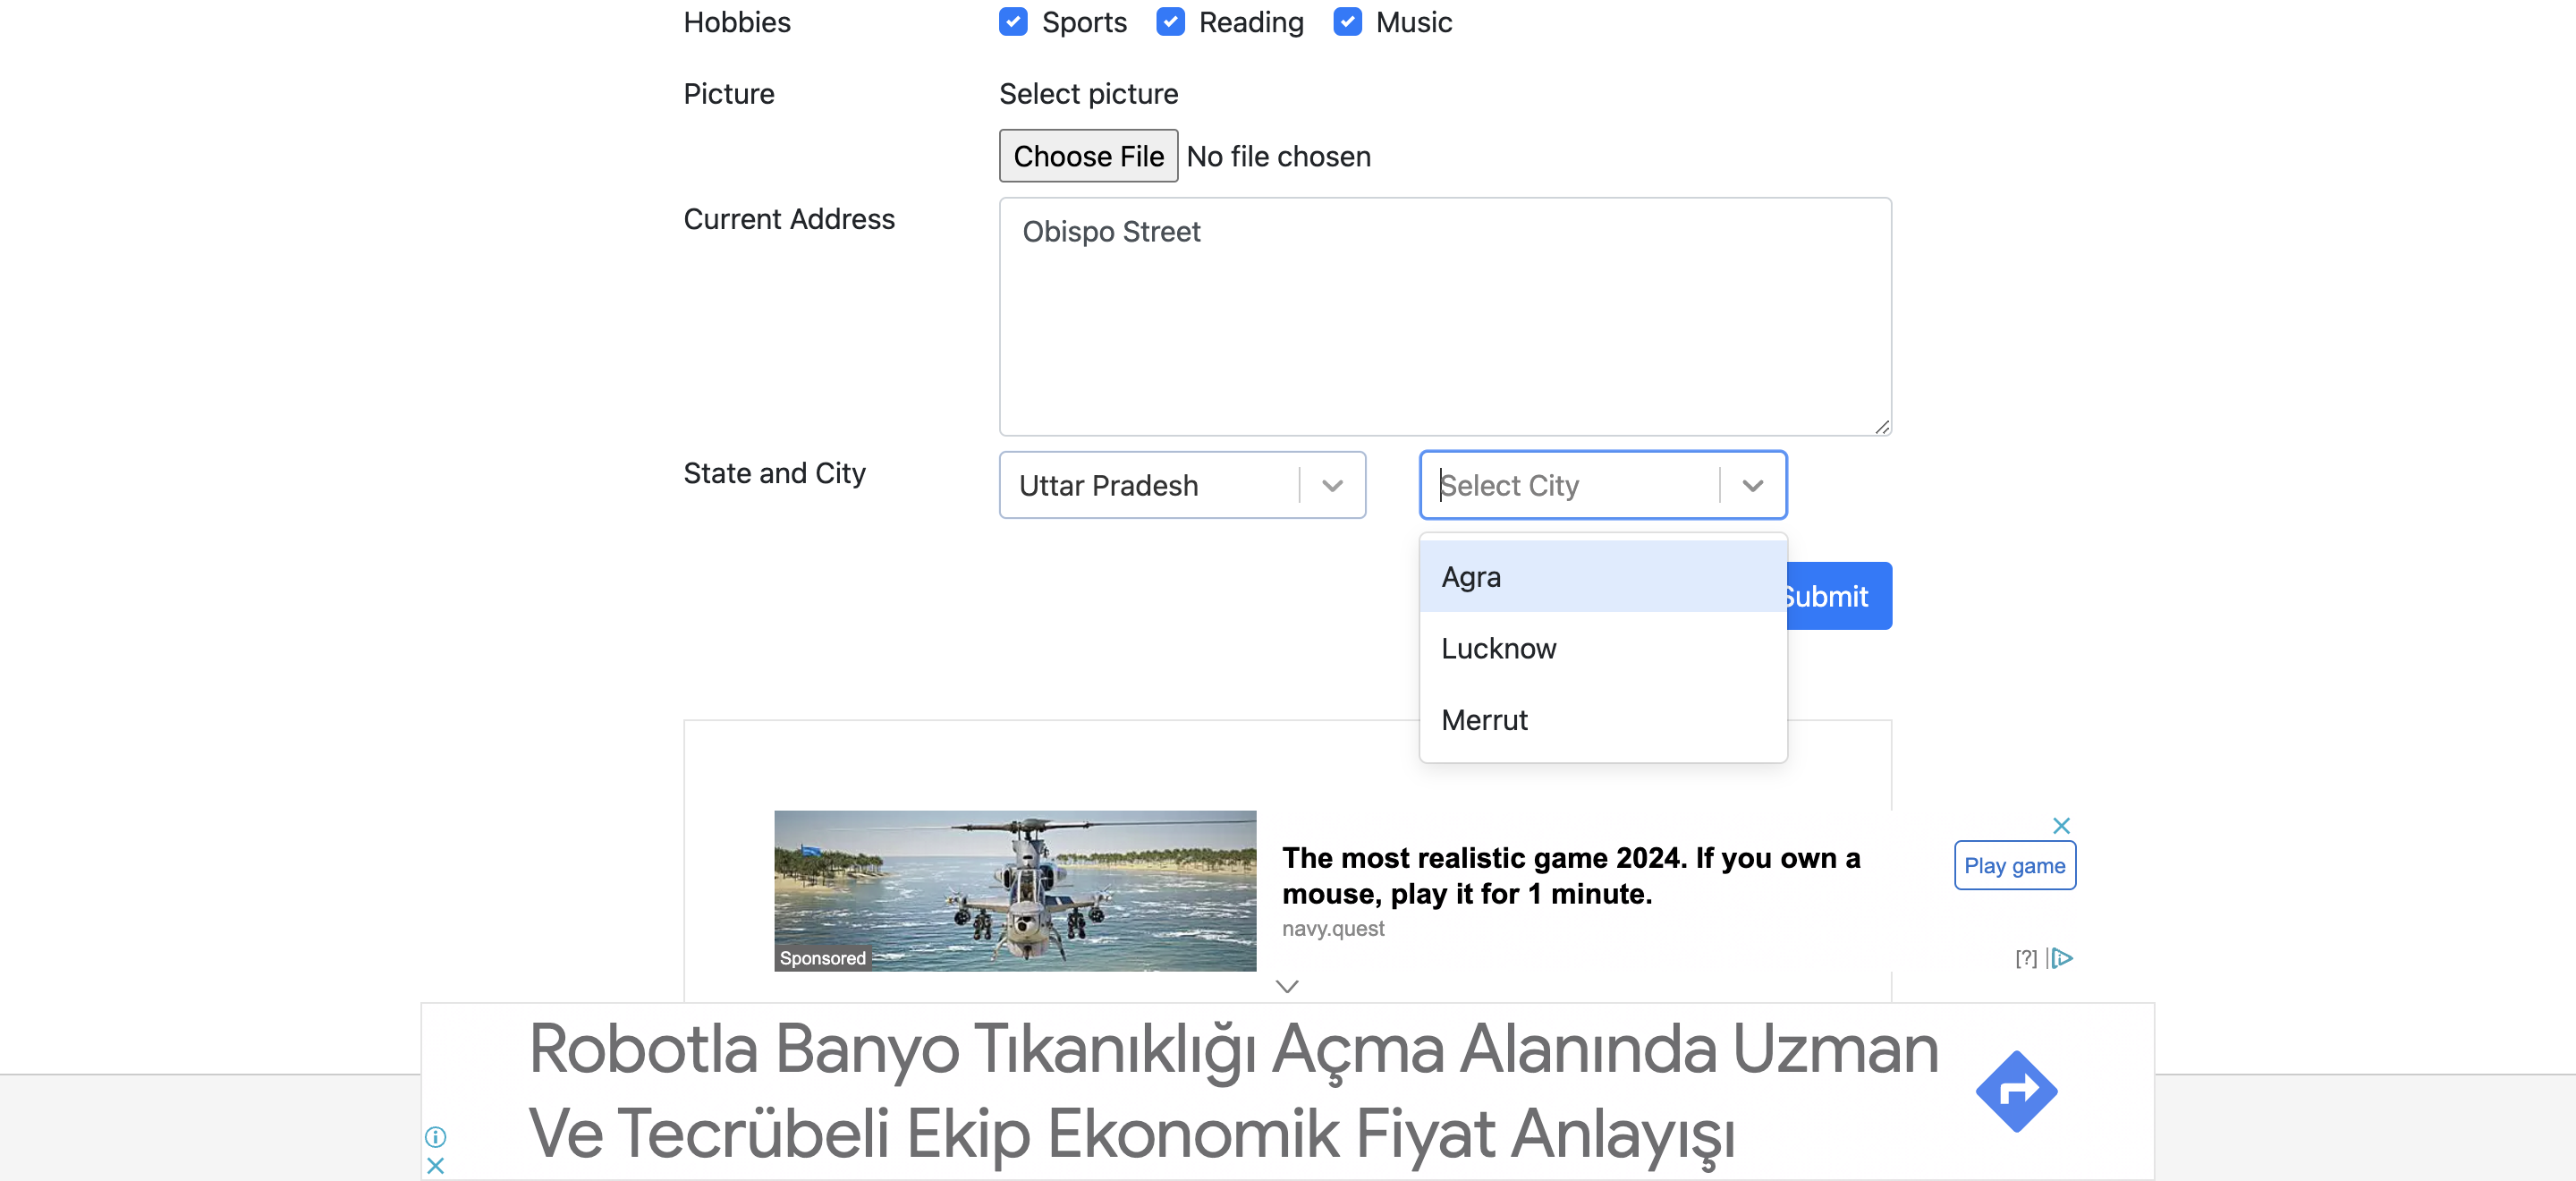 Hobbies
Sports
Reading
Music
Picture
Select picture
Choose File No file chosen
Current Address
Obispo Street
State and City
Uttar Pradesh
Select City
Agra
Submit
Lucknow
Merrut
The most realistic game 2024. If you own a
mouse, play it for 1 minute.
navy.quest
Play game
Sponsored
[?]
Robotla Banyo Tıkanıklığı Açma Alanında Uzman
Ve Tecrübeli Ekip Ekonomik Fiyat Anlayışı